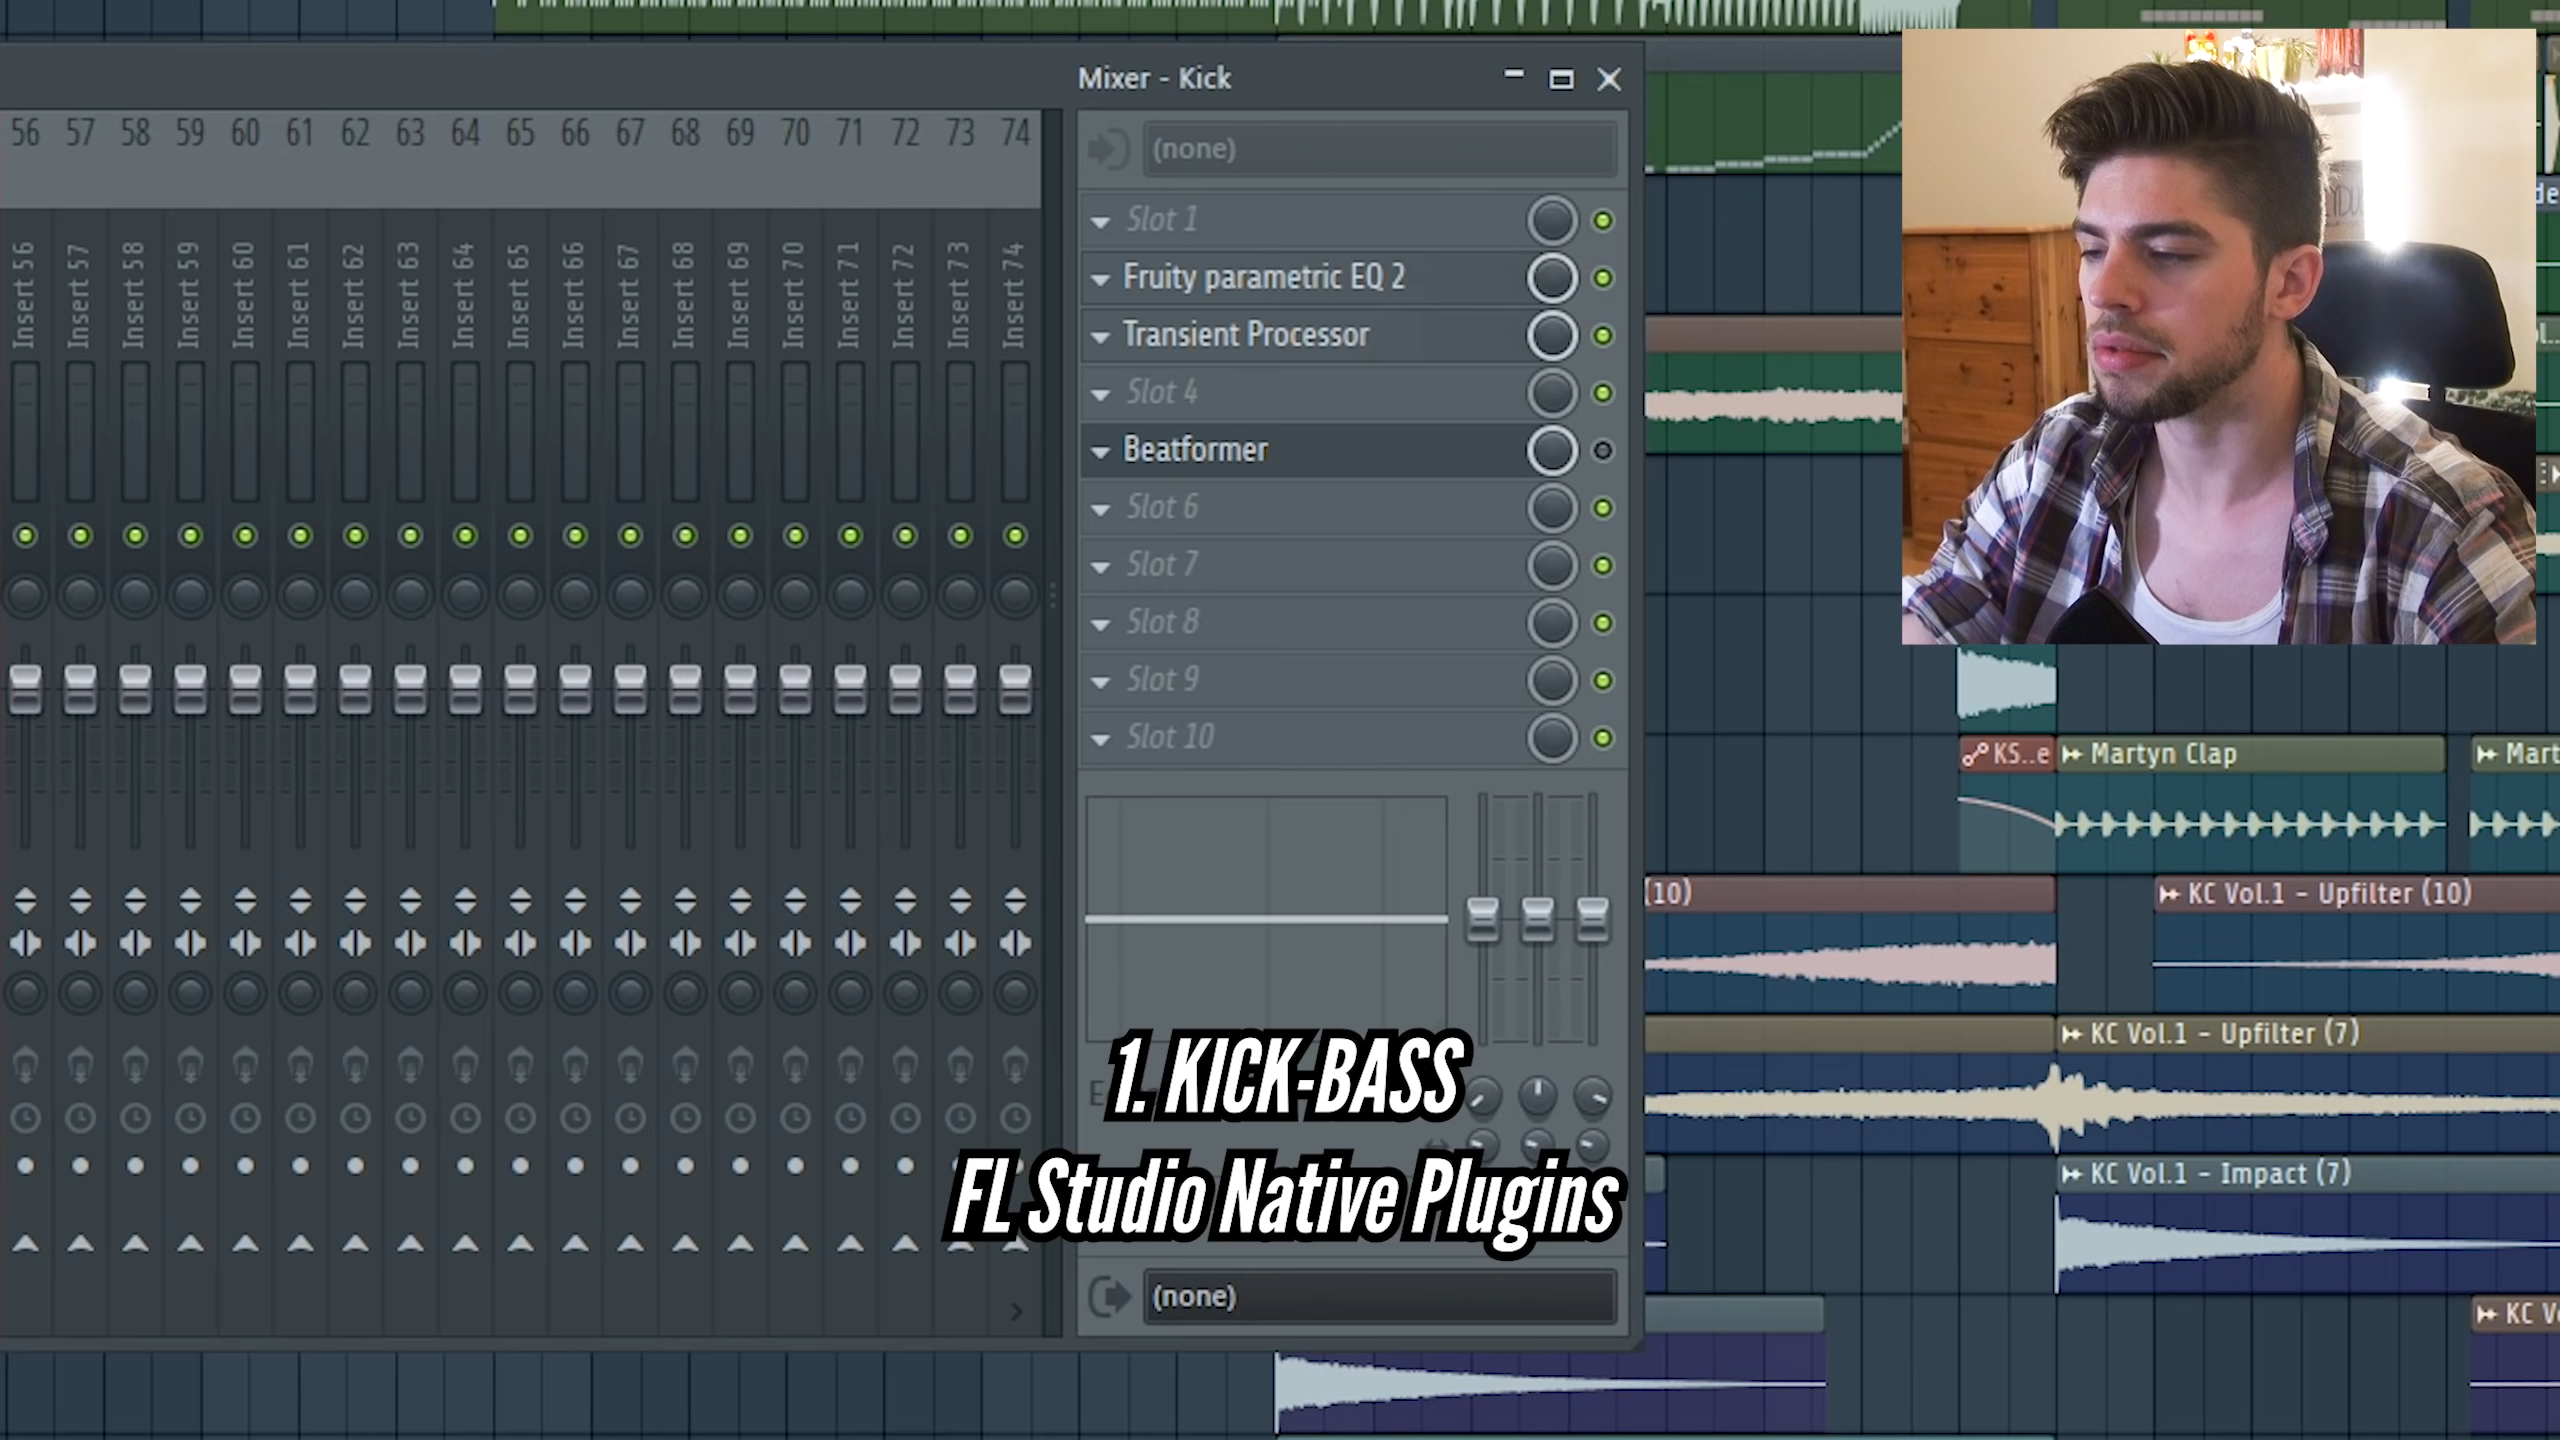 Mixer - Kick
56 57 58 59 60 61 62 63 64 65 66 67 68 69 70 71 72 73 74
(none)
Insert 56
Insert 57
Insert 58
Insert 59
Insert 60
Insert 61
Insert 62
Insert 63
Insert 64
Insert 65
Insert 66
Insert 67
Insert 68
Insert 69
Insert 70
Insert 71
Insert 72
Insert 73
Insert 74
Slot 1
Fruity parametric EQ 2
Transient Processor
Slot 4
Beatformer
Slot 6
Slot 7
Slot 8
Slot 9
Slot 10
KS..e
Martyn Clap
Mart
(10)
KC Vol.1 - Upfilter (10)
KC Vol.1 - Upfilter (7)
KC Vol.1 - Impact (7)
1. KICK-BASS
FL Studio Native Plugins
(none)